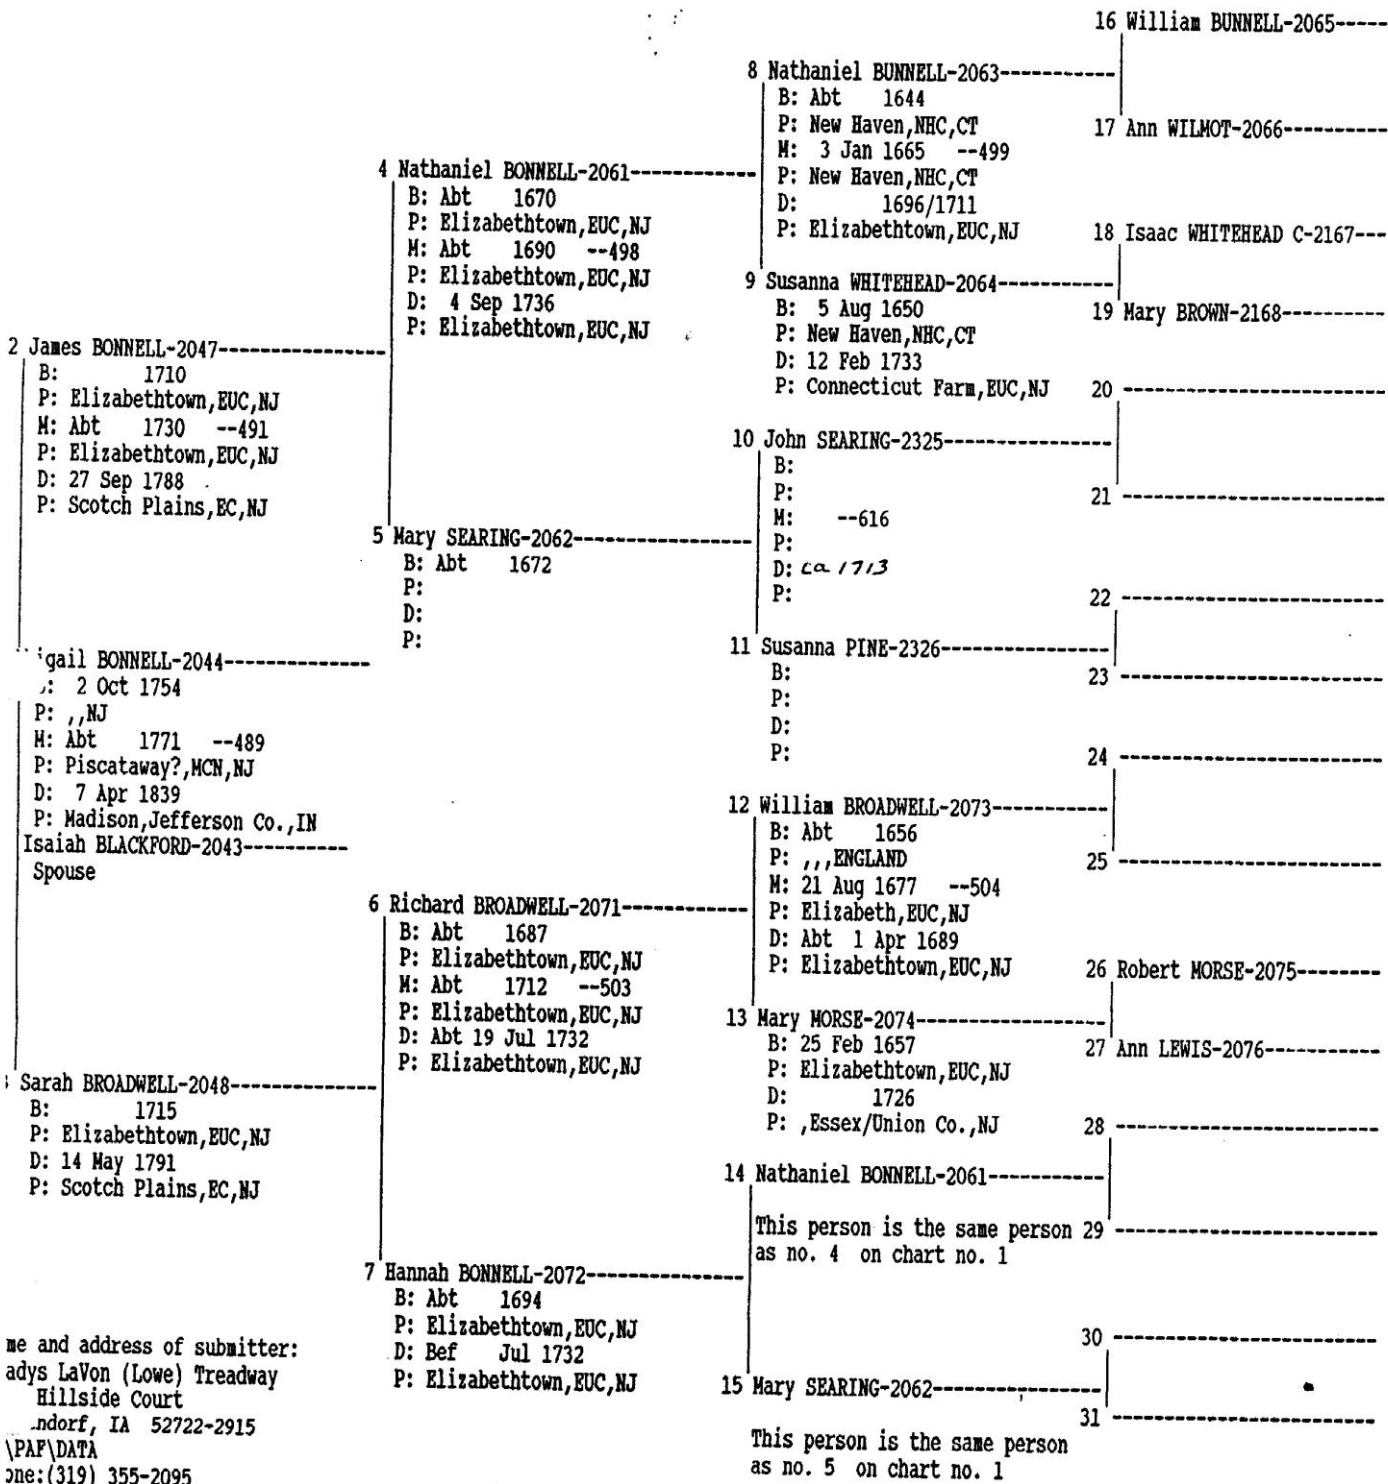 16 William BUNNELL-2065-----
8 Nathaniel BUNNELL-2063-----------
B: Abt 1644
P: New Haven,NHC,CT
M: 3 Jan 1665 --499
P: New Haven,NHC,CT
D: 1696/1711
P: Elizabethtown,EUC,NJ
17 Ann WILMOT-2066----------
4 Nathaniel BONNELL-2061------------
B: Abt 1670
P: Elizabethtown,EUC,NJ
M: Abt 1690 --498
P: Elizabethtown,EUC,NJ
D: 4 Sep 1736
P: Elizabethtown,EUC,NJ
18 Isaac WHITEHEAD C-2167---
9 Susanna WHITEHEAD-2064-----------
B: 5 Aug 1650
P: New Haven,NHC,CT
D: 12 Feb 1733
P: Connecticut Farm,EUC,NJ
19 Mary BROWN-2168----------
2 James BONNELL-2047----------------
B: 1710
P: Elizabethtown,EUC,NJ
M: Abt 1730 --491
P: Elizabethtown,EUC,NJ
D: 27 Sep 1788
P: Scotch Plains,EC,NJ
20 --------------------------
10 John SEARING-2325----------------
B:
P:
M: --616
P:
D: ca 1713
P:
21 --------------------------
5 Mary SEARING-2062-----------------
B: Abt 1672
P:
D:
P:
22 --------------------------
11 Susanna PINE-2326----------------
B:
P:
D:
P:
23 --------------------------
gail BONNELL-2044--------------
: 2 Oct 1754
P: ,,NJ
M: Abt 1771 --489
P: Piscataway?,MCN,NJ
D: 7 Apr 1839
P: Madison,Jefferson Co.,IN
Isaiah BLACKFORD-2043----------
Spouse
24 --------------------------
12 William BROADWELL-2073-----------
B: Abt 1656
P: ,,,ENGLAND
M: 21 Aug 1677 --504
P: Elizabeth,EUC,NJ
D: Abt 1 Apr 1689
P: Elizabethtown,EUC,NJ
25 --------------------------
6 Richard BROADWELL-2071------------
B: Abt 1687
P: Elizabethtown,EUC,NJ
M: Abt 1712 --503
P: Elizabethtown,EUC,NJ
D: Abt 19 Jul 1732
P: Elizabethtown,EUC,NJ
26 Robert MORSE-2075--------
13 Mary MORSE-2074------------------
B: 25 Feb 1657
P: Elizabethtown,EUC,NJ
D: 1726
P: ,Essex/Union Co.,NJ
27 Ann LEWIS-2076-----------
Sarah BROADWELL-2048--------------
B: 1715
P: Elizabethtown,EUC,NJ
D: 14 May 1791
P: Scotch Plains,EC,NJ
28 --------------------------
14 Nathaniel BONNELL-2061-----------
This person is the same person
as no. 4 on chart no. 1
29 --------------------------
7 Hannah BONNELL-2072---------------
B: Abt 1694
P: Elizabethtown,EUC,NJ
D: Bef Jul 1732
P: Elizabethtown,EUC,NJ
30 --------------------------
15 Mary SEARING-2062----------------
This person is the same person
as no. 5 on chart no. 1
31 --------------------------
me and address of submitter:
adys LaVon (Lowe) Treadway
Hillside Court
ndorf, IA 52722-2915
\PAF\DATA
one:(319) 355-2095